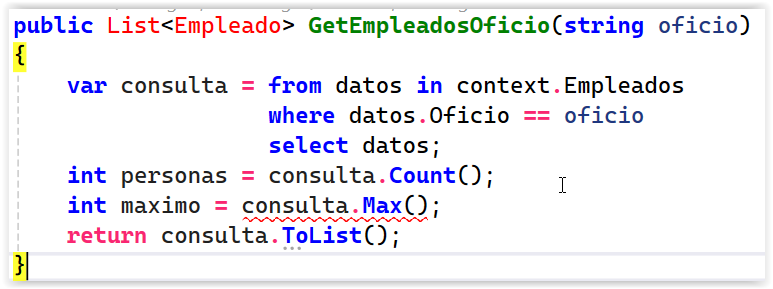 public List<Empleado> GetEmpleadosOficio(string oficio)
{
var consulta = from datos in context.Empleados
where datos.Oficio == oficio
select datos;
int personas = consulta.Count();
int maximo = consulta.Max();
return consulta.ToList();
}